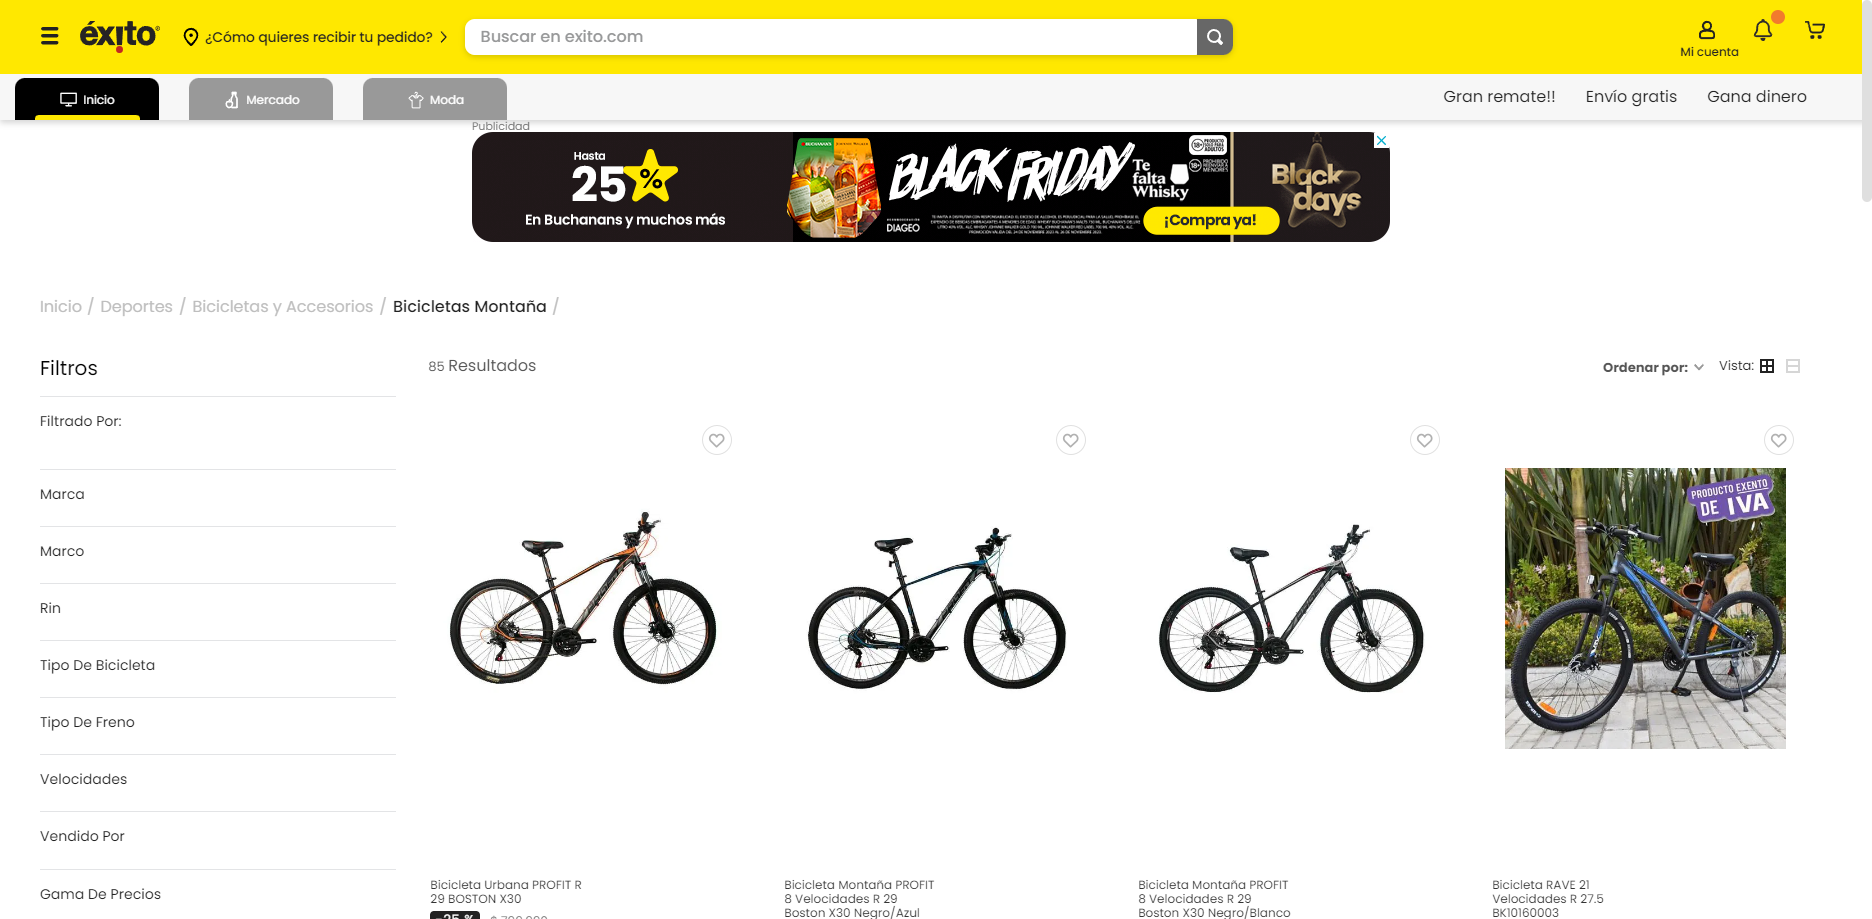 éxito
¿Cómo quieres recibir tu pedido?
Buscar en exito.com
Mi cuenta
Inicio
Mercado
Moda
Gran remate!!
Envío gratis
Gana dinero
Publicidad
Hasta
25%
En Buchanans y muchos más
BLACK FRIDAY
DIAGEO
Te
falta
Whisky
¡Compra ya!
Black
days
Inicio / Deportes / Bicicletas y Accesorios / Bicicletas Montaña /
Filtros
85 Resultados
Ordenar por:
Vista:
Filtrado Por:
Marca
Marco
Rin
Tipo De Bicicleta
Tipo De Freno
Velocidades
Vendido Por
Gama De Precios
PRODUCTO EXENTO
DE IVA
Bicicleta Urbana PROFIT R
29 BOSTON X30
Bicicleta Montaña PROFIT
8 Velocidades R 29
Boston X30 Negro/Azul
Bicicleta Montaña PROFIT
8 Velocidades R 29
Boston X30 Negro/Blanco
Bicicleta RAVE 21
Velocidades R 27.5
BK10160003